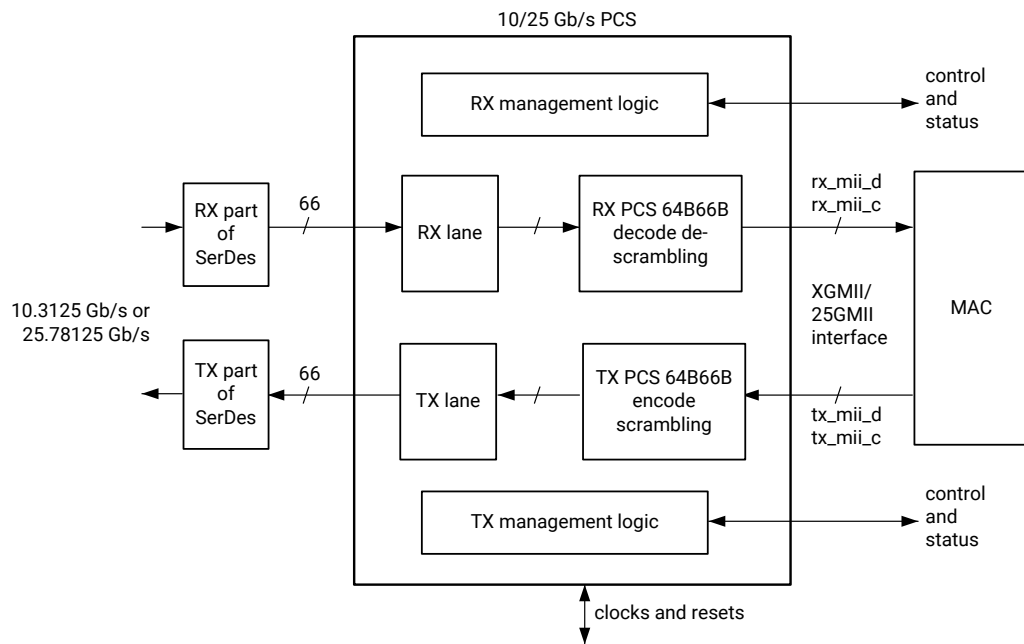 10/25 Gb/s PCS
RX management logic
control
and
status
RX part
of
SerDes
66
RX lane
RX PCS 64B66B
decode de-
scrambling
rx_mii_d
rx_mii_c
10.3125 Gb/s or
25.78125 Gb/s
XGMII/
25GMII
interface
MAC
TX part
of
SerDes
66
TX lane
TX PCS 64B66B
encode
scrambling
tx_mii_d
tx_mii_c
TX management logic
control
and
status
clocks and resets